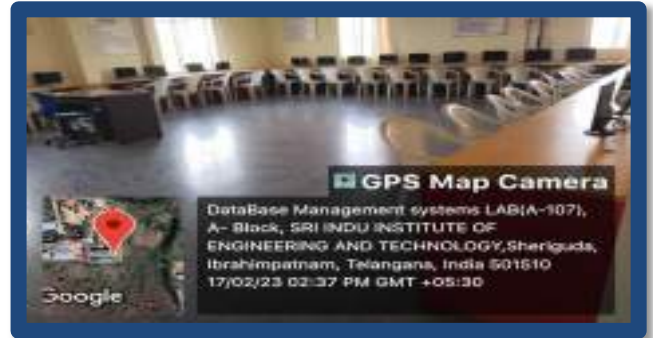 GPS Map Camera
DataBase Management systems LAB(A-107),
A- Block, SRI INDU INSTITUTE OF
ENGINEERING AND TECHNOLOGY,Sheriguda,
Ibrahimpatnam, Telangana, India 501510
17/02/23 02:37 PM GMT +05:30
Google